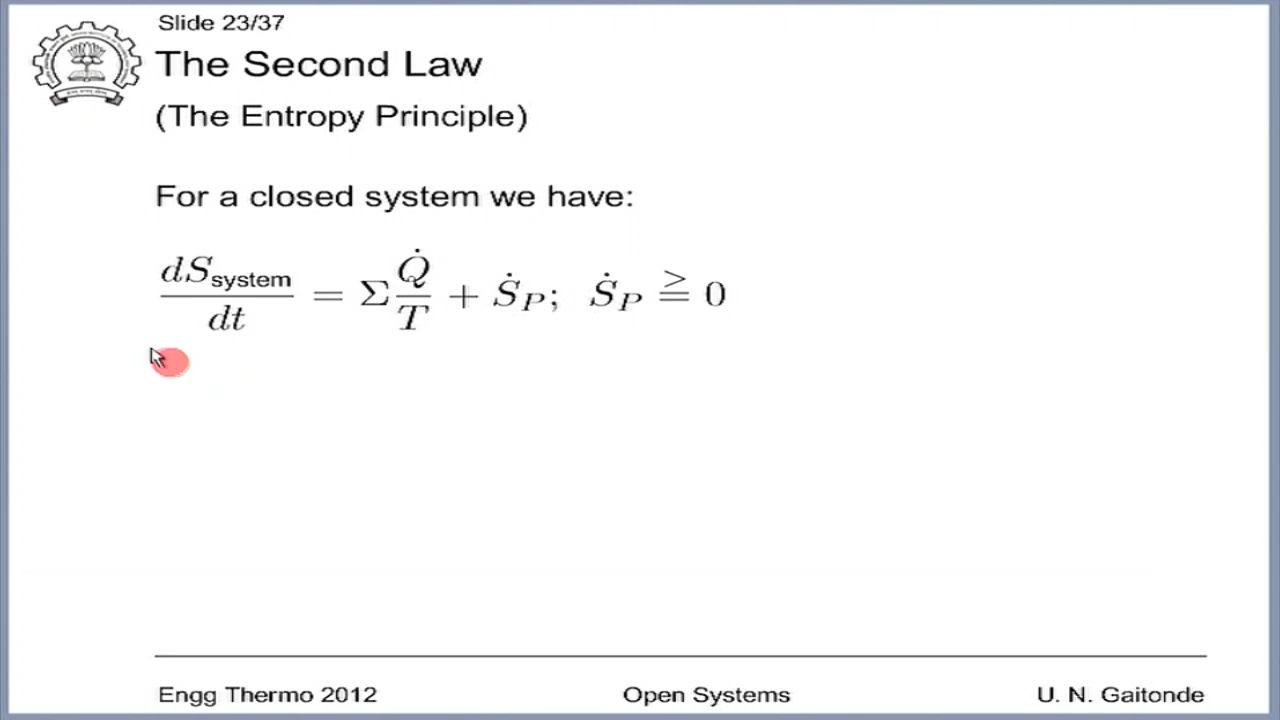 Slide 23/37
The Second Law
(The Entropy Principle)
For a closed system we have:
dS_system/dt = Σ Q̇/T + Ṡ_P; Ṡ_P ≧ 0
Engg Thermo 2012 Open Systems U. N. Gaitonde